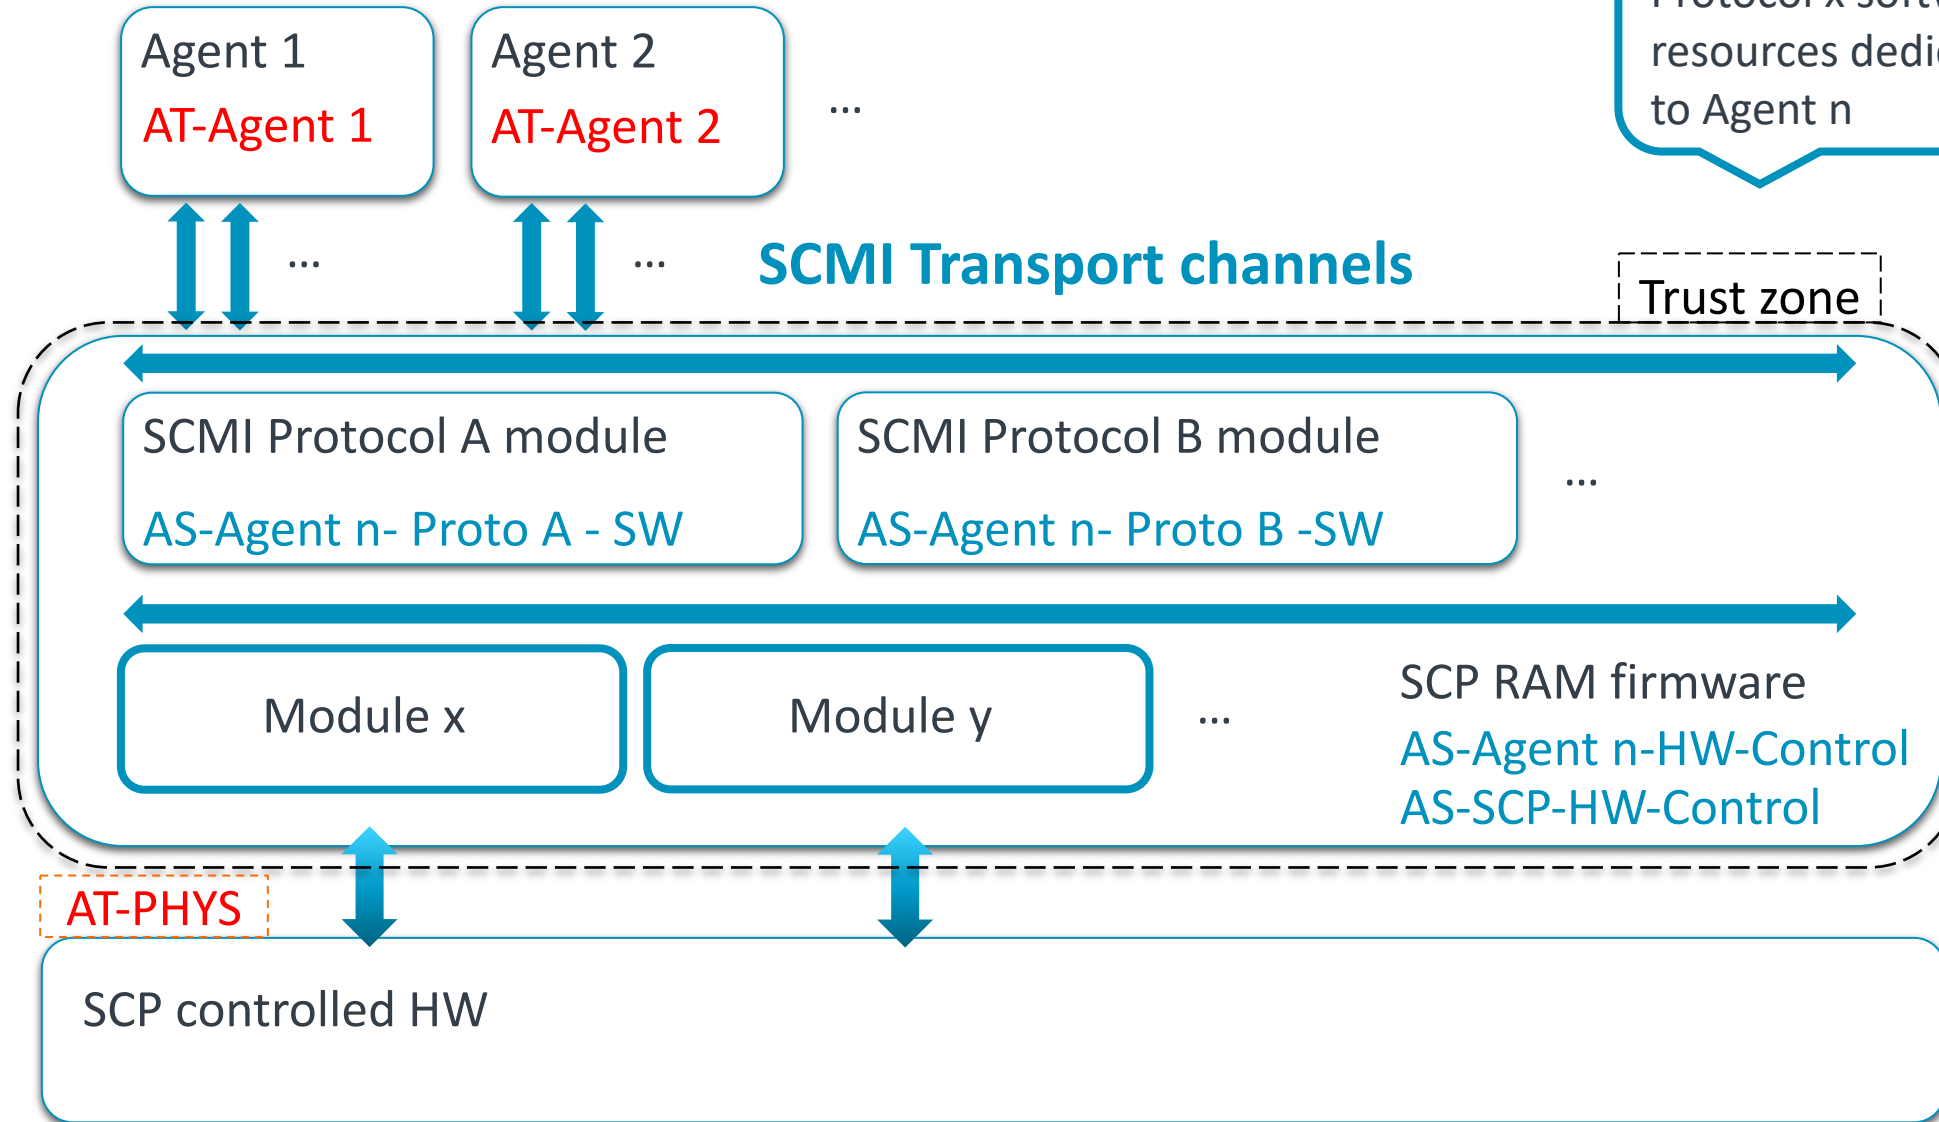 Agent 1
AT-Agent 1
...
Agent 2
AT-Agent 2
...
...
resources
to Agent n
SCMI Transport channels
Trust zone
SCMI Protocol A module
AS-Agent n- Proto A - SW
SCMI Protocol B module
AS-Agent n- Proto B -SW
...
Module x
Module y
...
SCP RAM firmware
AS-Agent n-HW-Control
AS-SCP-HW-Control
AT-PHYS
SCP controlled HW